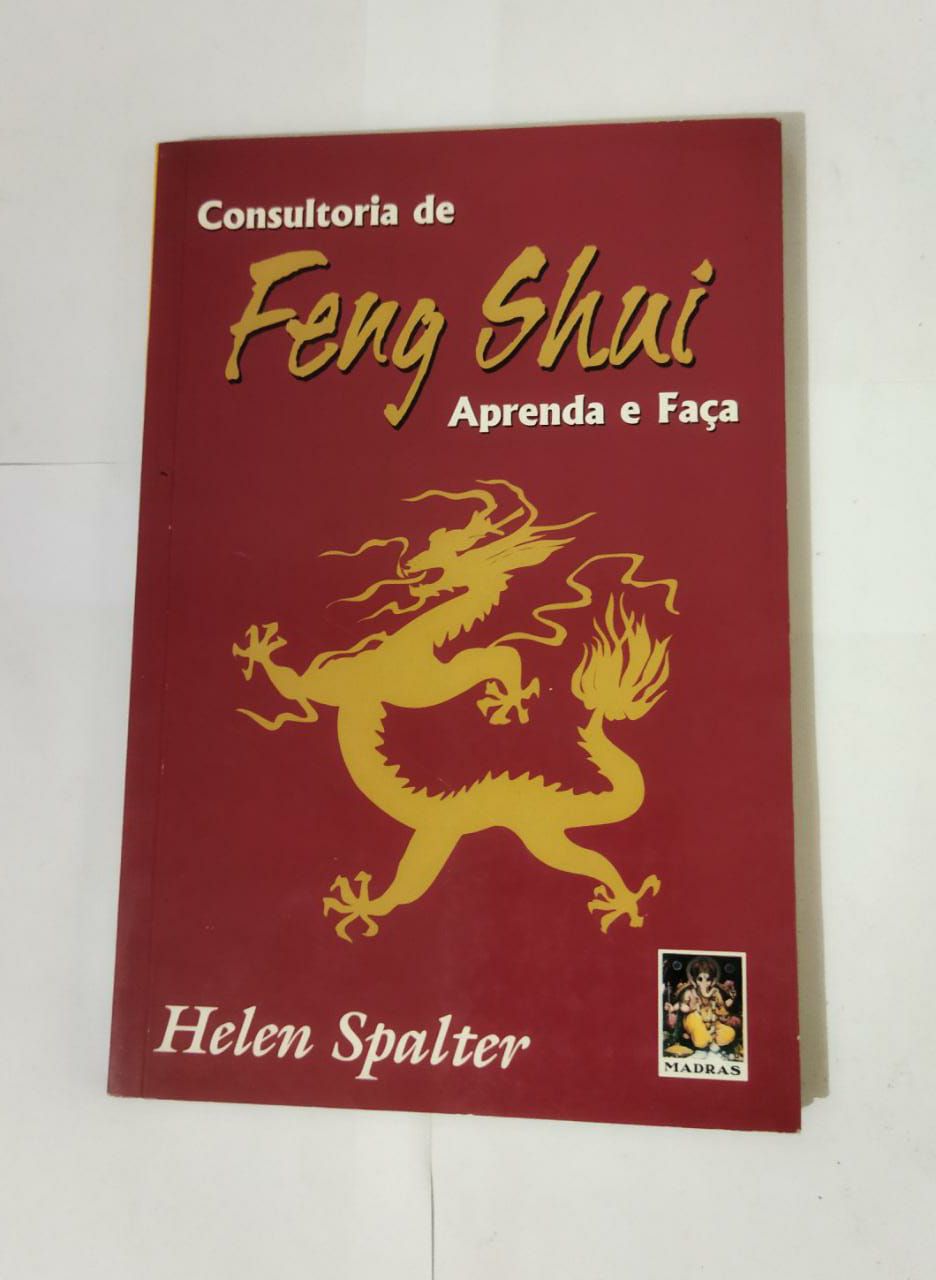 Consultoria de
Feng Shui
Aprenda e Faça
Helen Spalter
MADRAS